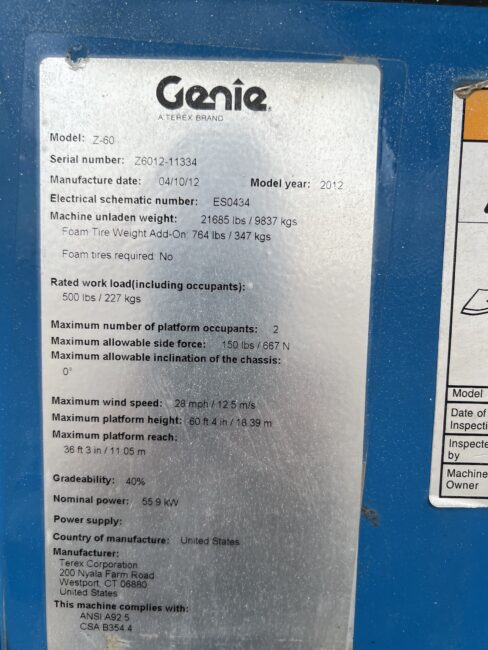 Genie
A TEREX BRAND
Model: Z-60
Serial number: Z6012-11334
Manufacture date: 04/10/12 Model year: 2012
Electrical schematic number: ES0434
Machine unladen weight: 21685 lbs / 9837 kgs
Foam Tire Weight Add-On: 764 lbs / 347 kgs
Foam tires required: No
Rated work load(including occupants):
500 lbs / 227 kgs
Maximum number of platform occupants: 2
Maximum allowable side force: 150 lbs / 667 N
Maximum allowable inclination of the chassis:
0°
Maximum wind speed: 28 mph / 12.5 m/s
Maximum platform height: 60 ft 4 in / 18.39 m
Maximum platform reach:
36 ft 3 in / 11.05 m
Gradeability: 40%
Nominal power: 55.9 kW
Power supply:
Country of manufacture: United States
Manufacturer:
Terex Corporation
200 Nyala Farm Road
Westport, CT 06880
United States
This machine complies with:
ANSI A92.5
CSA B354.4
Model
Date of
Inspecti
Inspecte
by
Machine
Owner